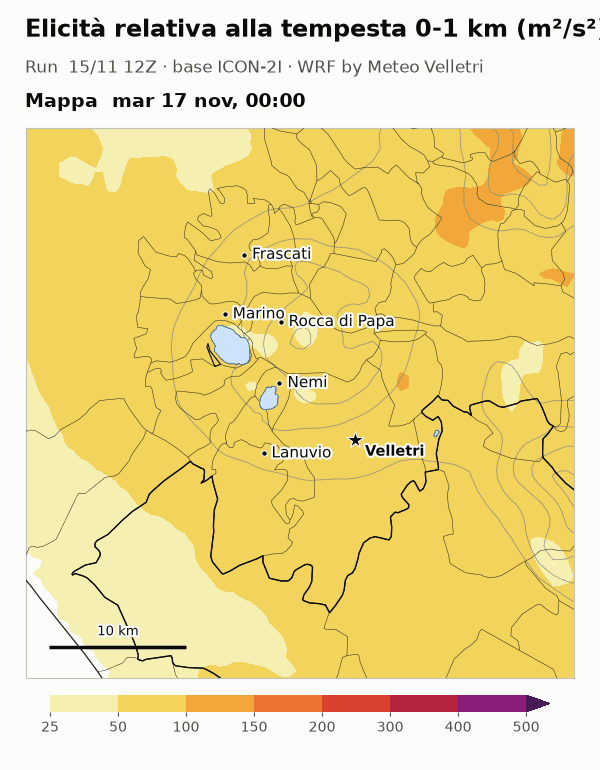 Elicità relativa alla tempesta 0-1 km (m²/s²)
Run  15/11 12Z · base ICON-2I · WRF by Meteo Velletri
Mappa  mar 17 nov, 00:00
Frascati
Marino
Rocca di Papa
Nemi
Velletri
Lanuvio
10 km
25 50 100 150 200 300 400 500